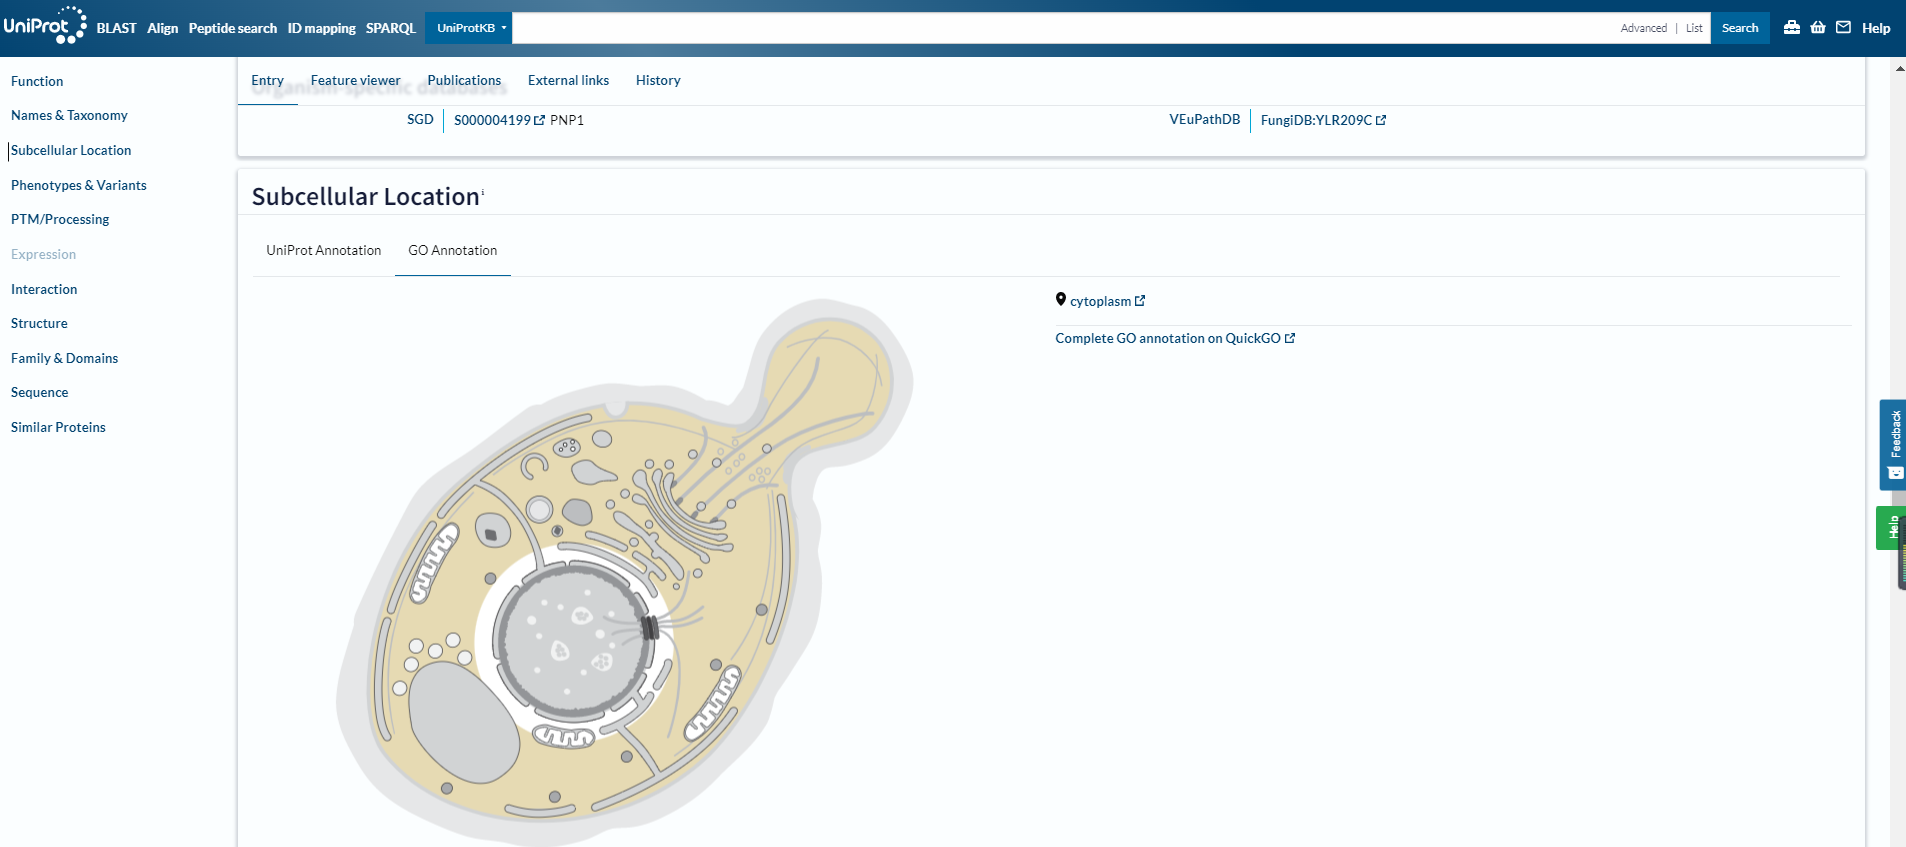 UniProt BLAST Align Peptide search ID mapping SPARQL UniProtKB Advanced | List Search Help
Function
Names & Taxonomy
Subcellular Location
Phenotypes & Variants
PTM/Processing
Expression
Interaction
Structure
Family & Domains
Sequence
Similar Proteins
Entry Feature viewer Publications External links History
Organism-specific databases
SGD S000004199 PNP1 VEuPathDB FungiDB:YLR209C
Subcellular Location i
UniProt Annotation GO Annotation
cytoplasm
Complete GO annotation on QuickGO
Feedback
Help